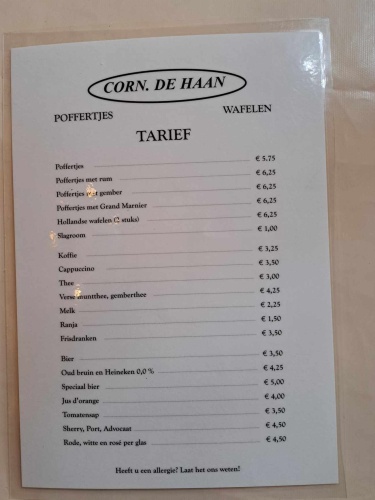 CORN. DE HAAN
POFFERTJES WAFELEN
TARIEF
Poffertjes € 5.75
Poffertjes met rum € 6,25
Poffertjes met gember € 6,25
Poffertjes met Grand Marnier € 6,25
Hollandse wafelen (2 stuks) € 6,25
Slagroom € 1,00
Koffie € 3,25
Cappuccino € 3,50
Thee € 3,00
Verse muntthee, gemberthee € 4,25
Melk € 2,25
Ranja € 1,50
Frisdranken € 3,50
Bier € 3,50
Oud bruin en Heineken 0,0 % € 4,25
Speciaal bier € 5,00
Jus d'orange € 4,00
Tomatensap € 3,50
Sherry, Port, Advocaat € 4,50
Rode, witte en rosé per glas € 4,50
Heeft u een allergie? Laat het ons weten!